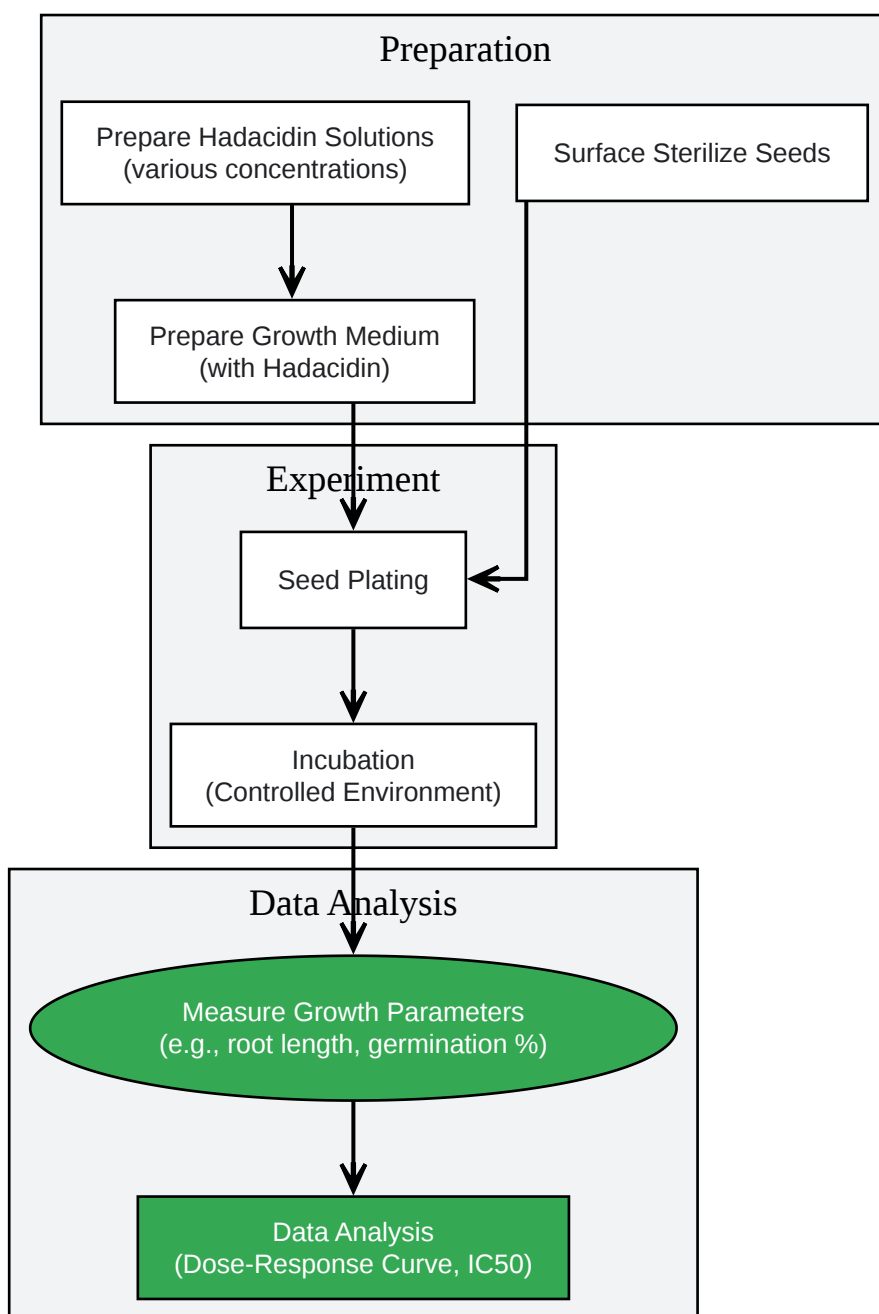 Preparation
Prepare Hadacidin Solutions
(various concentrations)
Surface Sterilize Seeds
Prepare Growth Medium
(with Hadacidin)
Experiment
Seed Plating
Incubation
(Controlled Environment)
Data Analysis
Measure Growth Parameters
(e.g., root length, germination %)
Data Analysis
(Dose-Response Curve, IC50)